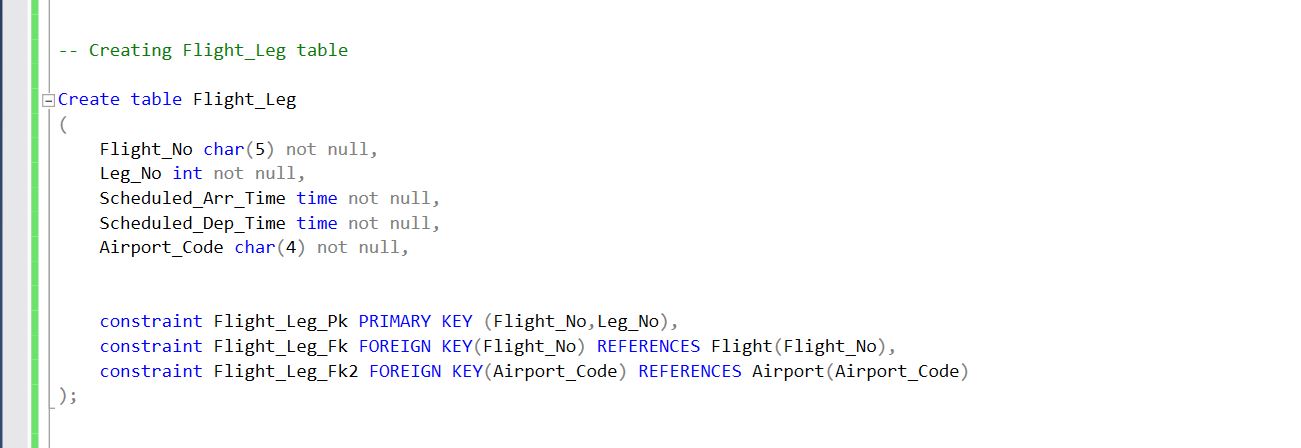 -- Creating Flight_Leg table
Create table Flight_Leg
(
Flight_No char(5) not null,
Leg_No int not null,
Scheduled_Arr_Time time not null,
Scheduled_Dep_Time time not null,
Airport_Code char(4) not null,
constraint Flight_Leg_Pk PRIMARY KEY (Flight_No,Leg_No),
constraint Flight_Leg_Fk FOREIGN KEY(Flight_No) REFERENCES Flight(Flight_No),
constraint Flight_Leg_Fk2 FOREIGN KEY(Airport_Code) REFERENCES Airport(Airport_Code)
);